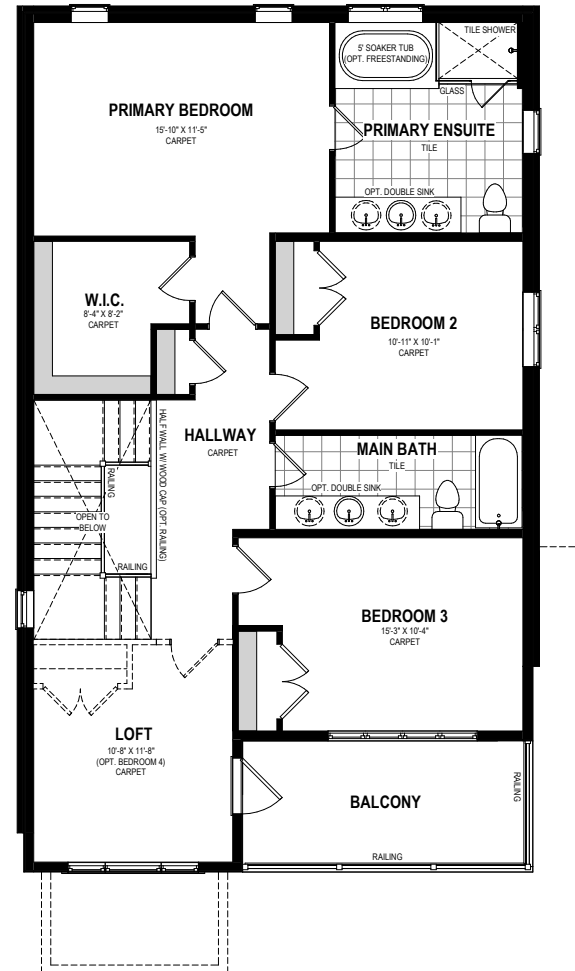 TILE SHOWER
5' SOAKER TUB
(OPT. FREESTANDING)
GLASS
PRIMARY BEDROOM
15'-10" X 11'-5"
CARPET
PRIMARY ENSUITE
TILE
OPT. DOUBLE SINK
W.I.C.
8'-4" X 8'-2"
CARPET
BEDROOM 2
10'-11" X 10'-1"
CARPET
HALLWAY
CARPET
HALF WALL W/ WOOD CAP (OPT. RAILING)
MAIN BATH
TILE
OPT. DOUBLE SINK
RAILING
OPEN TO
BELOW
RAILING
BEDROOM 3
15'-3" X 10'-4"
CARPET
LOFT
10'-8" X 11'-8"
(OPT. BEDROOM 4)
CARPET
BALCONY
RAILING
RAILING